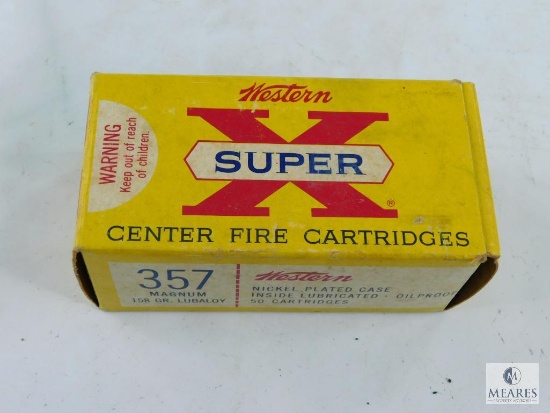 Western
X
SUPER
®
WARNING
Keep out of reach
of children.
CENTER FIRE CARTRIDGES
357
MAGNUM
158 GR. LUBALOY
Western
NICKEL PLATED CASE
INSIDE LUBRICATED - OILPROOF
50 CARTRIDGES
M
MEARES